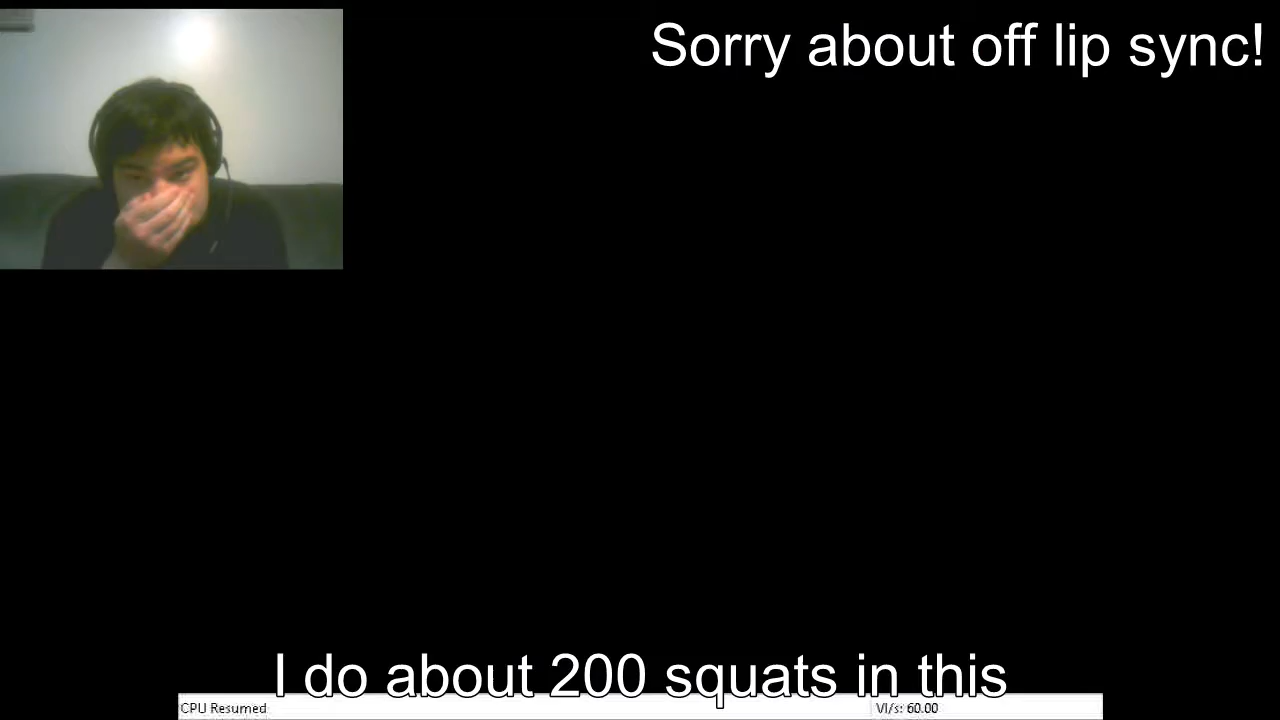 Sorry about off lip sync!
I do about 200 squats in this
CPU Resumed
VI/s: 60.00